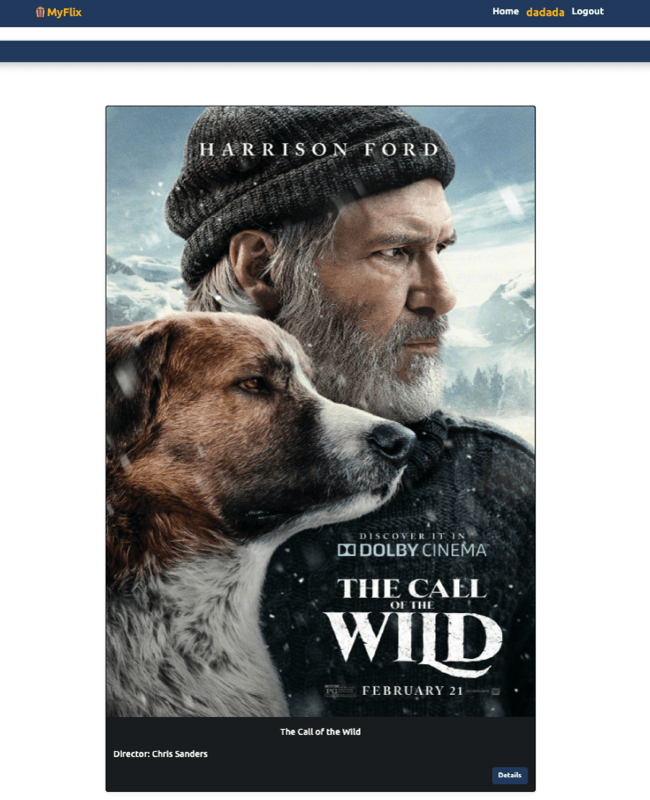 MyFlix
Home dadada Logout
HARRISON FORD
DISCOVER IT IN
DOLBY CINEMA
THE CALL
OF THE
WILD
PG
FEBRUARY 21
The Call of the Wild
Director: Chris Sanders
Details